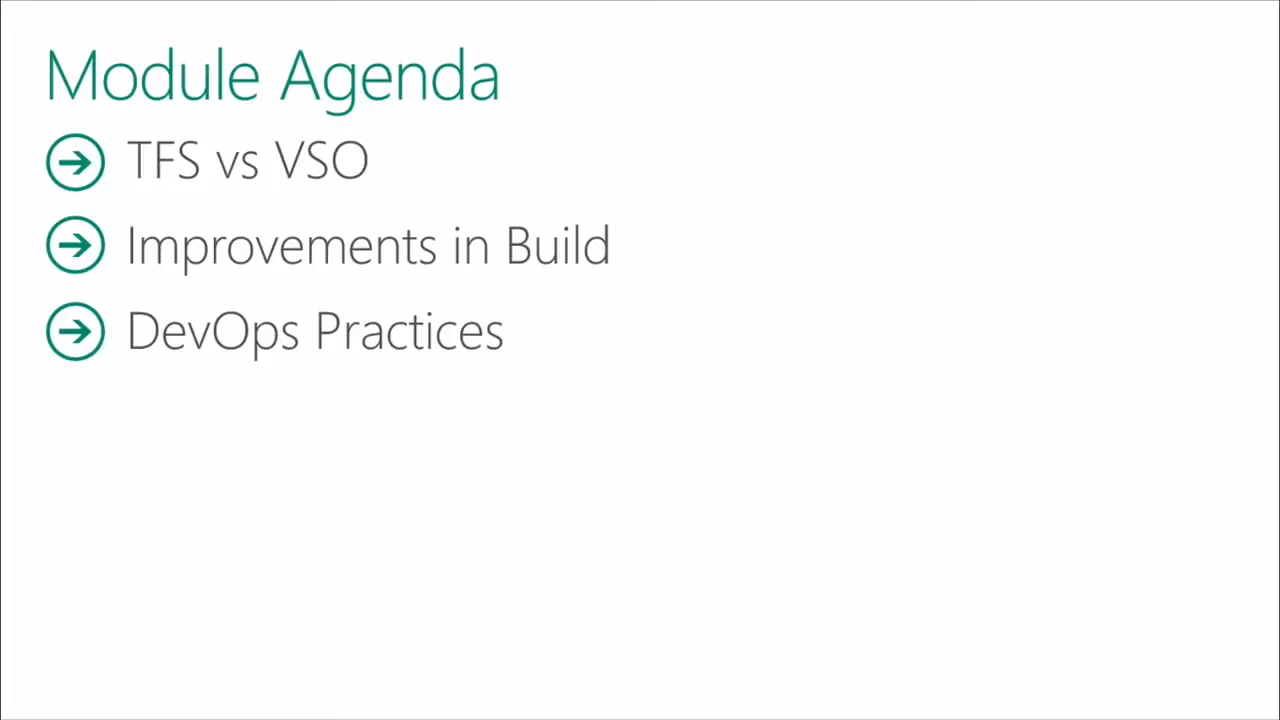 Module Agenda
TFS vs VSO
Improvements in Build
DevOps Practices